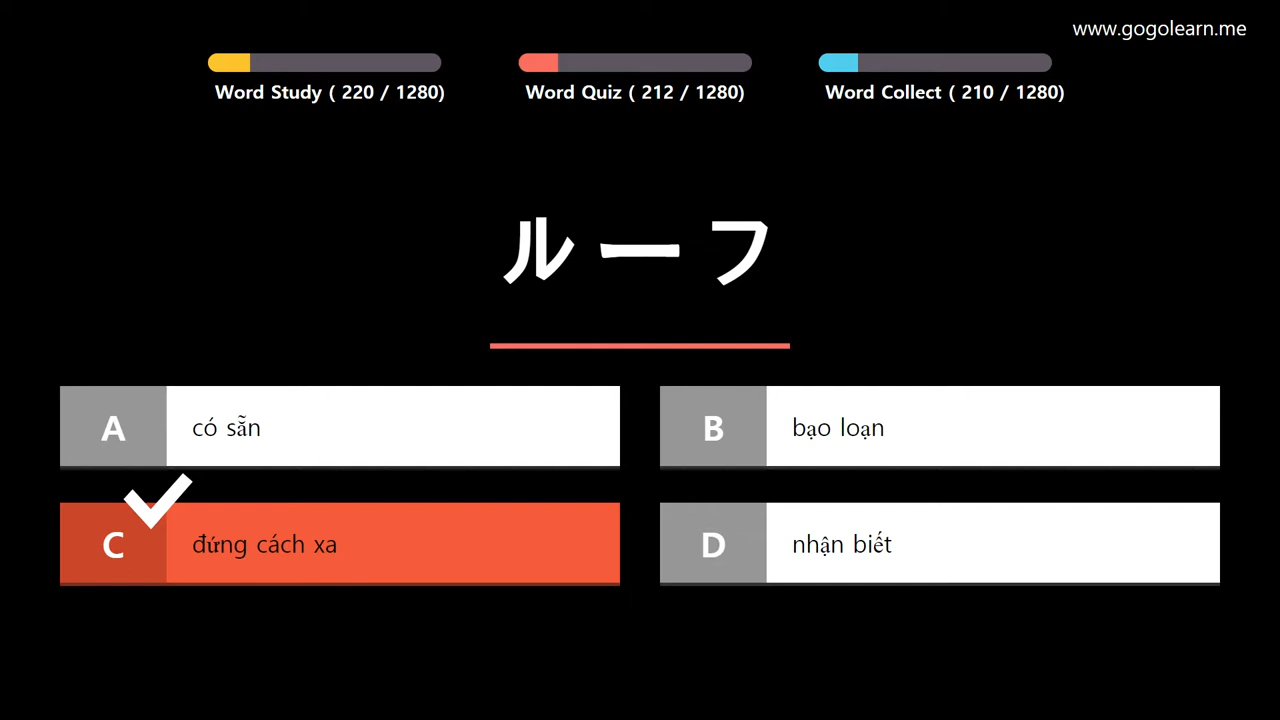 www.gogolearn.me
Word Study ( 220 / 1280)
Word Quiz ( 212 / 1280)
Word Collect ( 210 / 1280)
ルーフ
A có sẵn
B bạo loạn
C đứng cách xa
D nhận biết